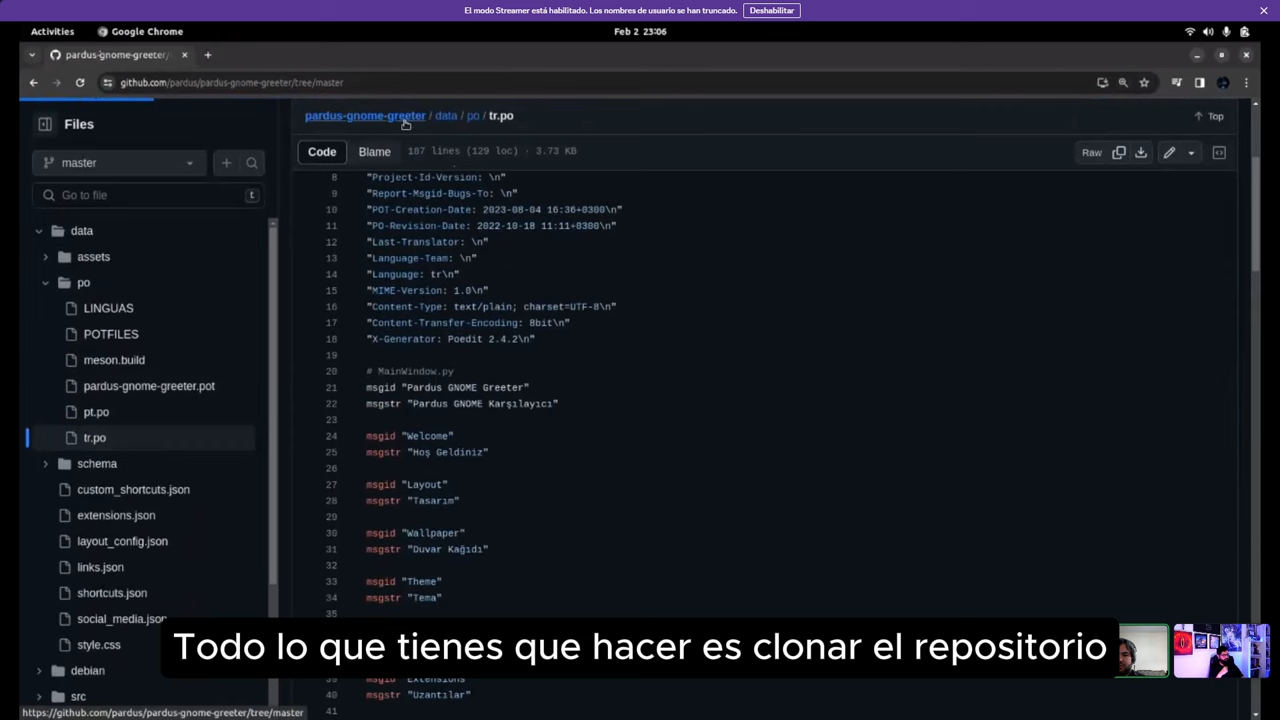 El modo Streamer está habilitado. Los nombres de usuario se han truncado.
Deshabilitar
Activities
Google Chrome
Feb 2 23:06
pardus-gnome-greeter/
github.com/pardus/pardus-gnome-greeter/tree/master
Files
master
Go to file
t
data
assets
po
LINGUAS
POTFILES
meson.build
pardus-gnome-greeter.pot
pt.po
tr.po
schema
custom_shortcuts.json
extensions.json
layout_config.json
links.json
shortcuts.json
social_media.json
style.css
debian
src
pardus-gnome-greeter / data / po / tr.po
Top
Code
Blame
187 lines (129 loc) · 3.73 KB
Raw
8 "Project-Id-Version: \n"
9 "Report-Msgid-Bugs-To: \n"
10 "POT-Creation-Date: 2023-08-04 16:36+0300\n"
11 "PO-Revision-Date: 2022-10-18 11:11+0300\n"
12 "Last-Translator: \n"
13 "Language-Team: \n"
14 "Language: tr\n"
15 "MIME-Version: 1.0\n"
16 "Content-Type: text/plain; charset=UTF-8\n"
17 "Content-Transfer-Encoding: 8bit\n"
18 "X-Generator: Poedit 2.4.2\n"
19
20 # MainWindow.py
21 msgid "Pardus GNOME Greeter"
22 msgstr "Pardus GNOME Karşılayıcı"
23
24 msgid "Welcome"
25 msgstr "Hoş Geldiniz"
26
27 msgid "Layout"
28 msgstr "Tasarım"
29
30 msgid "Wallpaper"
31 msgstr "Duvar Kağıdı"
32
33 msgid "Theme"
34 msgstr "Tema"
35
Todo lo que tienes que hacer es clonar el repositorio
39 msgid "Extensions"
40 msgstr "Uzantılar"
41
https://github.com/pardus/pardus-gnome-greeter/tree/master